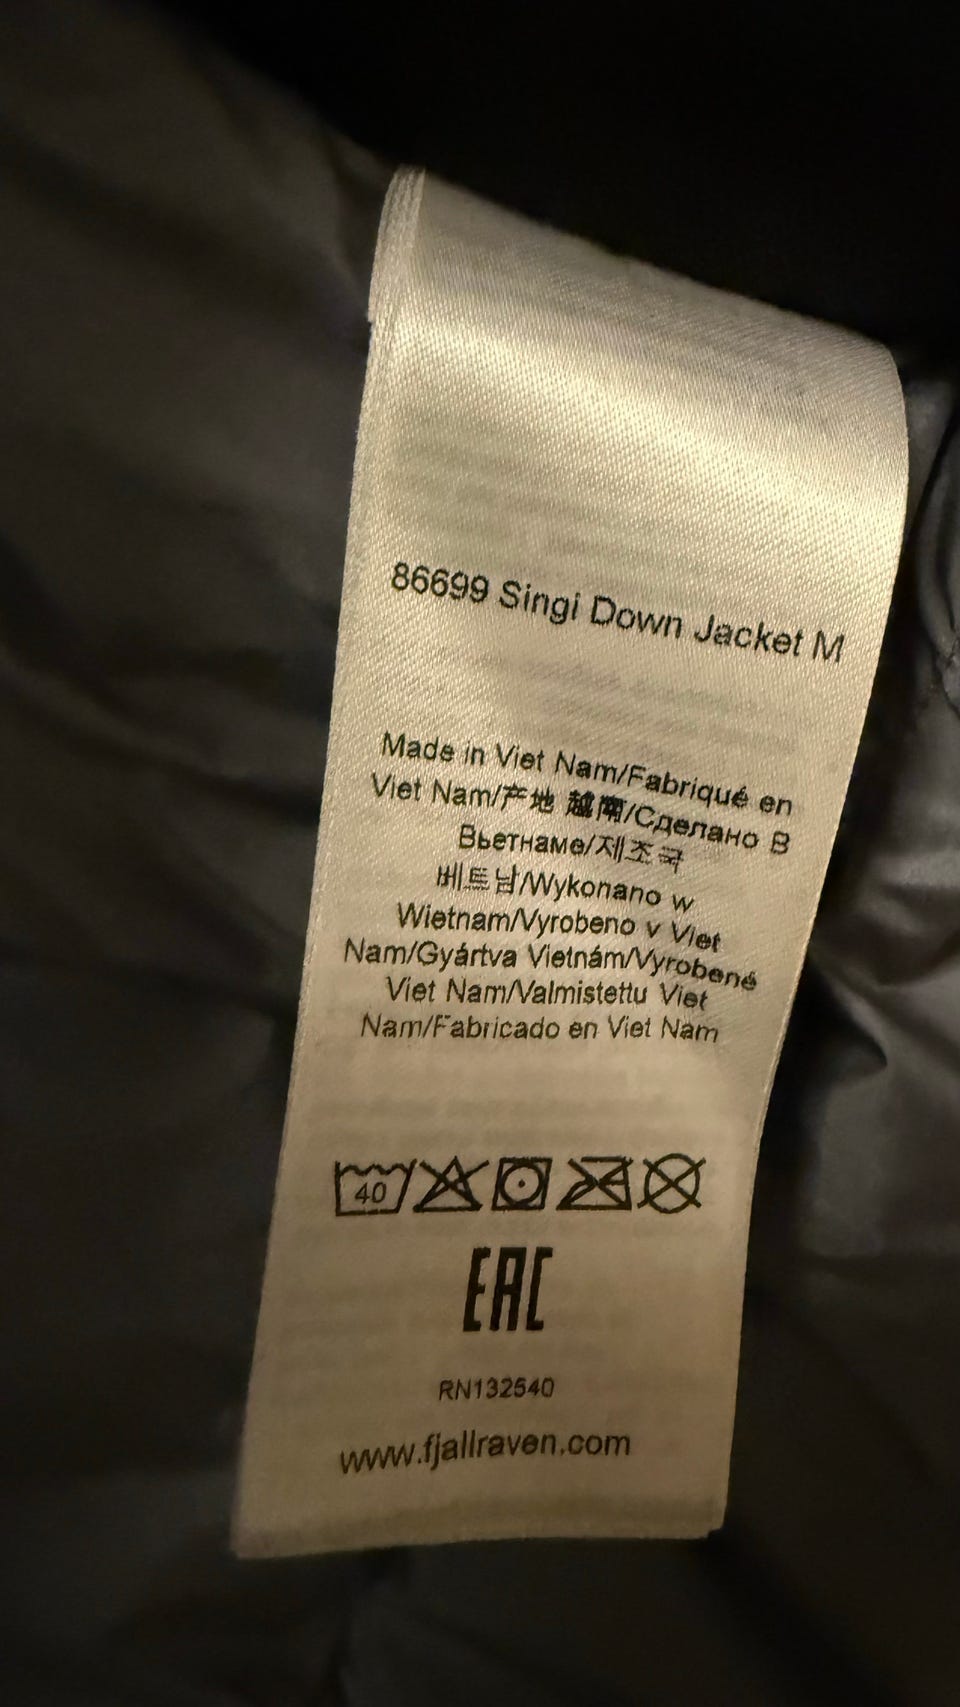 86699 Singi Down Jacket M
Made in Viet Nam/Fabriqué en
Viet Nam/产地 越南/Сделано В
Вьетнаме/제조국
베트남/Wykonano w
Wietnam/Vyrobeno v Viet
Nam/Gyártva Vietnám/Vyrobené
Viet Nam/Valmistettu Viet
Nam/Fabricado en Viet Nam
40
EAC
RN132540
www.fjallraven.com